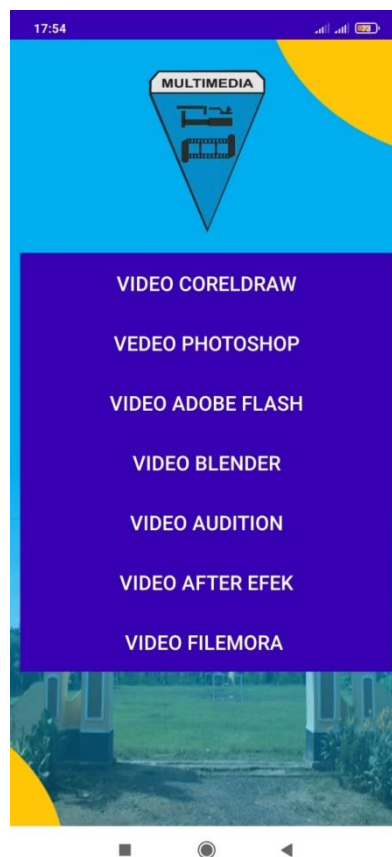 17:54
MULTIMEDIA
VIDEO CORELDRAW
VEDEO PHOTOSHOP
VIDEO ADOBE FLASH
VIDEO BLENDER
VIDEO AUDITION
VIDEO AFTER EFEK
VIDEO FILEMORA